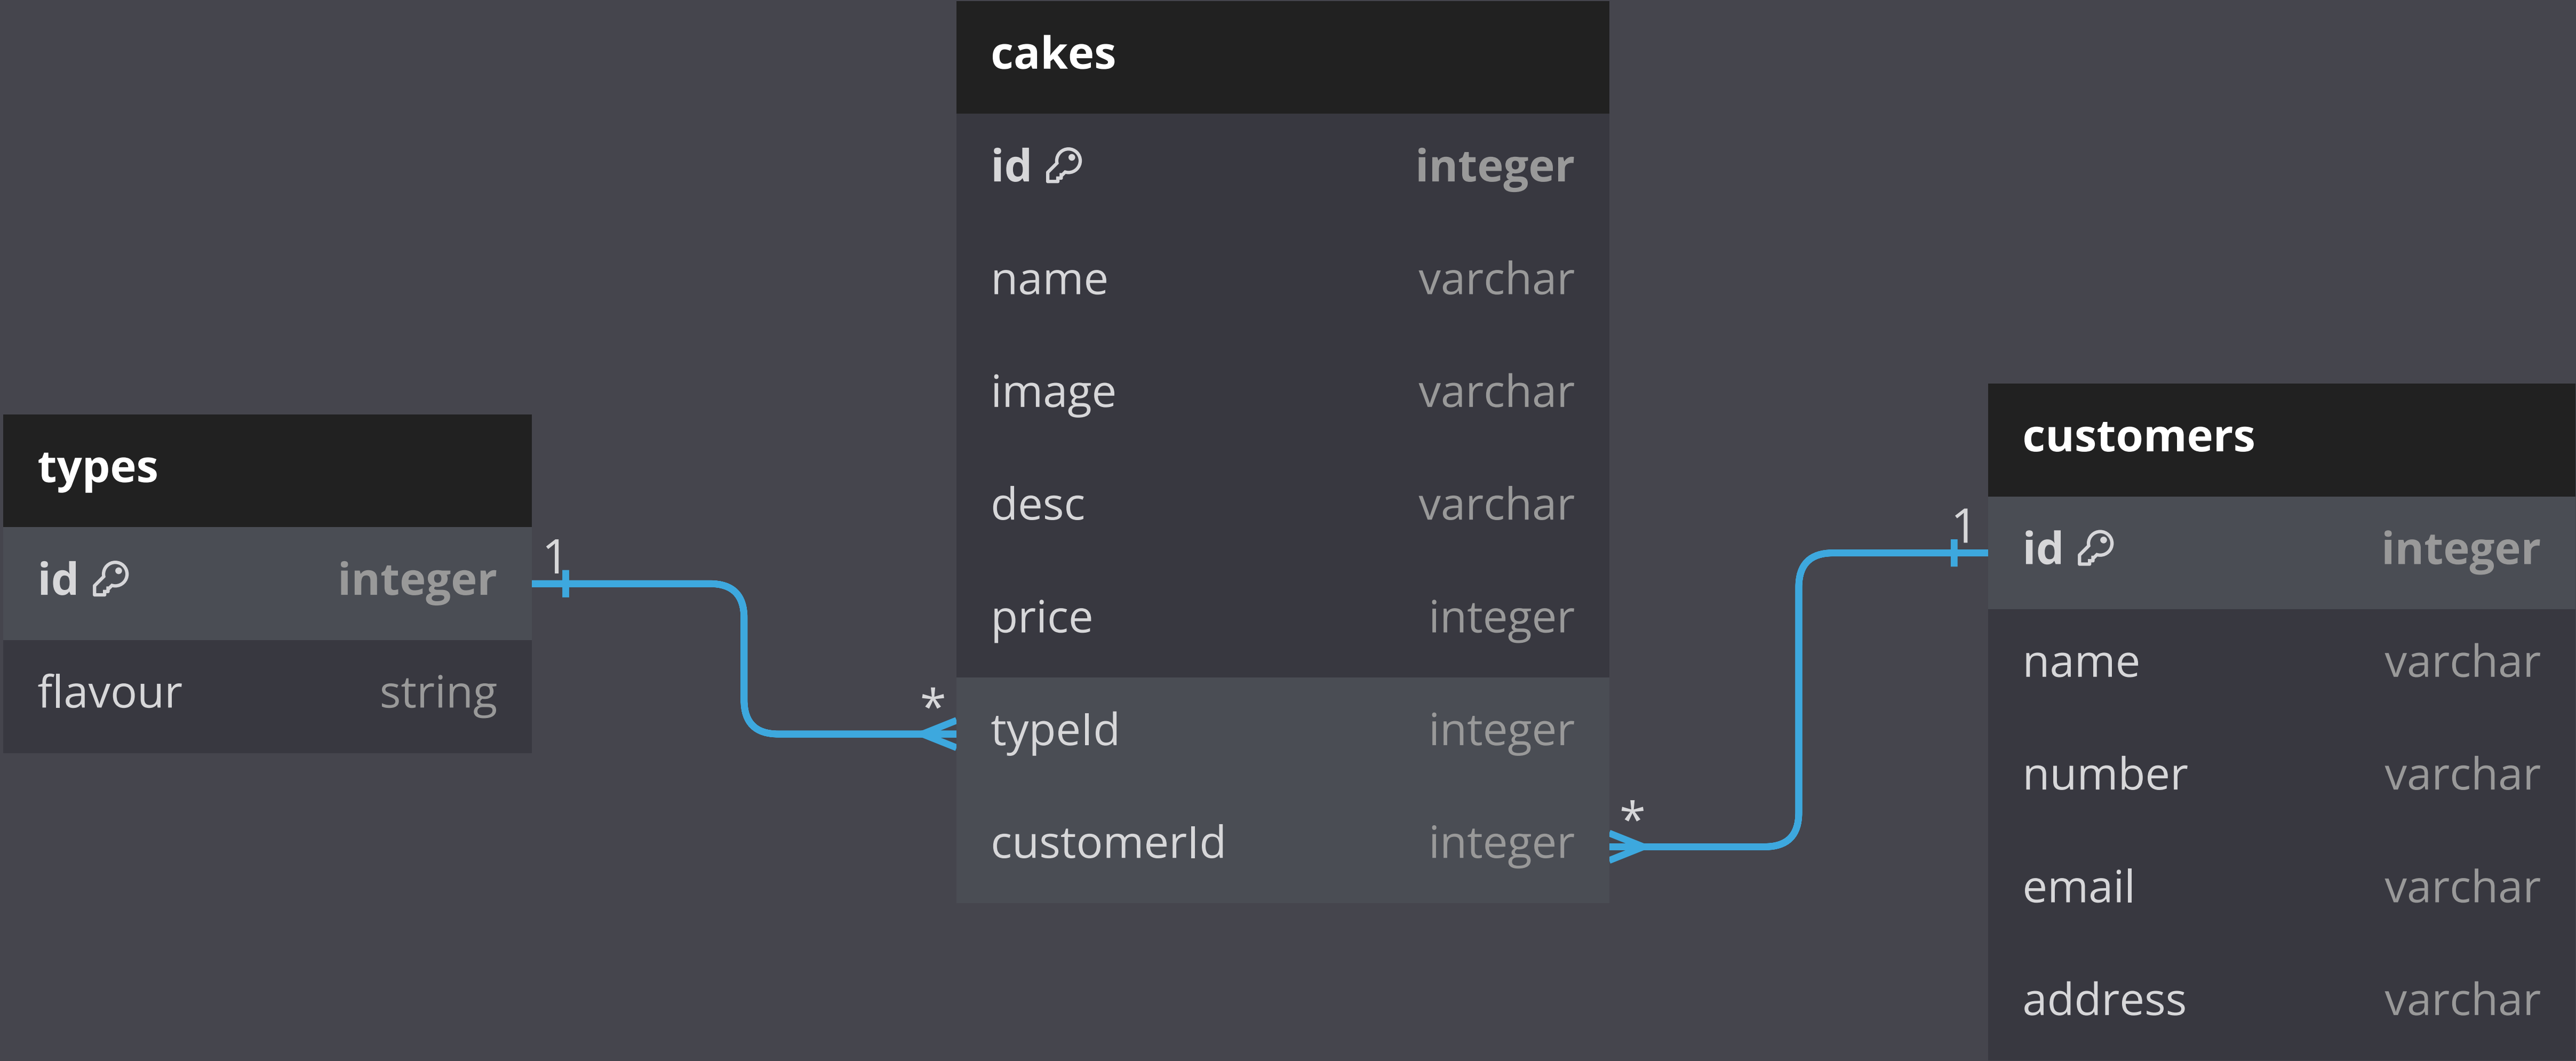 types
id integer
flavour string
1
*
cakes
id integer
name varchar
image varchar
desc varchar
price integer
typeId integer
customerId integer
*
1
customers
id integer
name varchar
number varchar
email varchar
address varchar